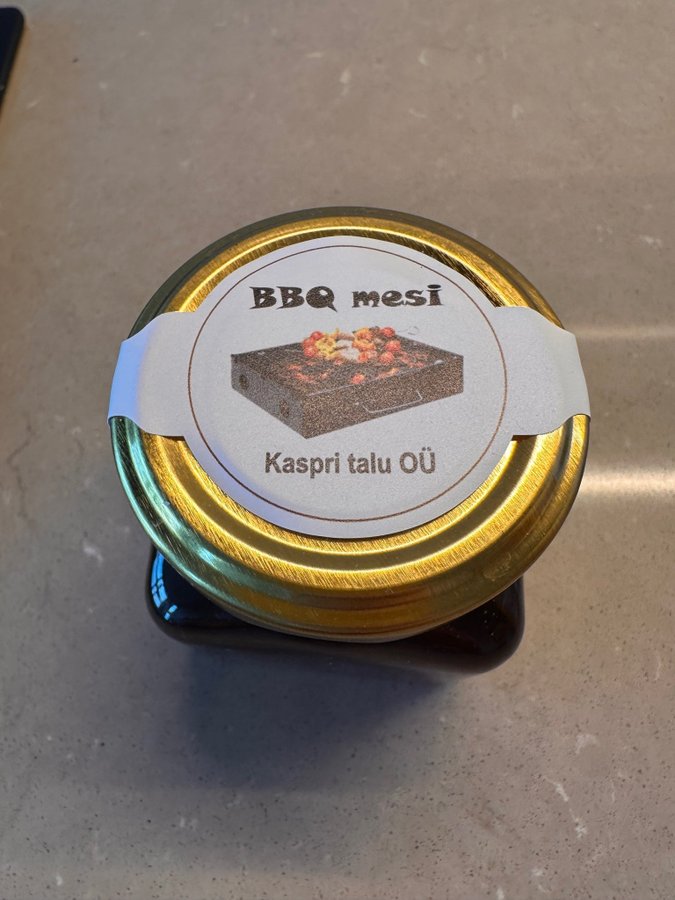 BBQ mesi
Kaspri talu OÜ